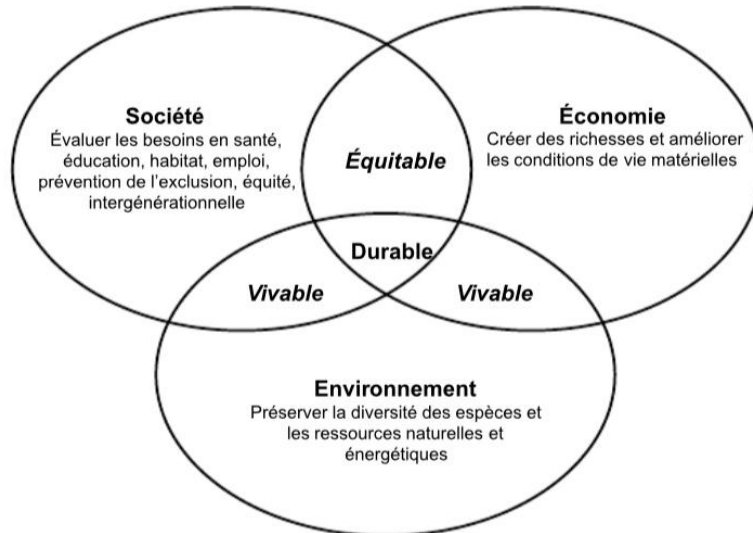 Société
Évaluer les besoins en santé,
éducation, habitat, emploi,
prévention de l'exclusion, équité,
intergénérationnelle
Économie
Créer des richesses et améliorer
les conditions de vie matérielles
Équitable
Durable
Vivable
Vivable
Environnement
Préserver la diversité des espèces et
les ressources naturelles et
énergétiques